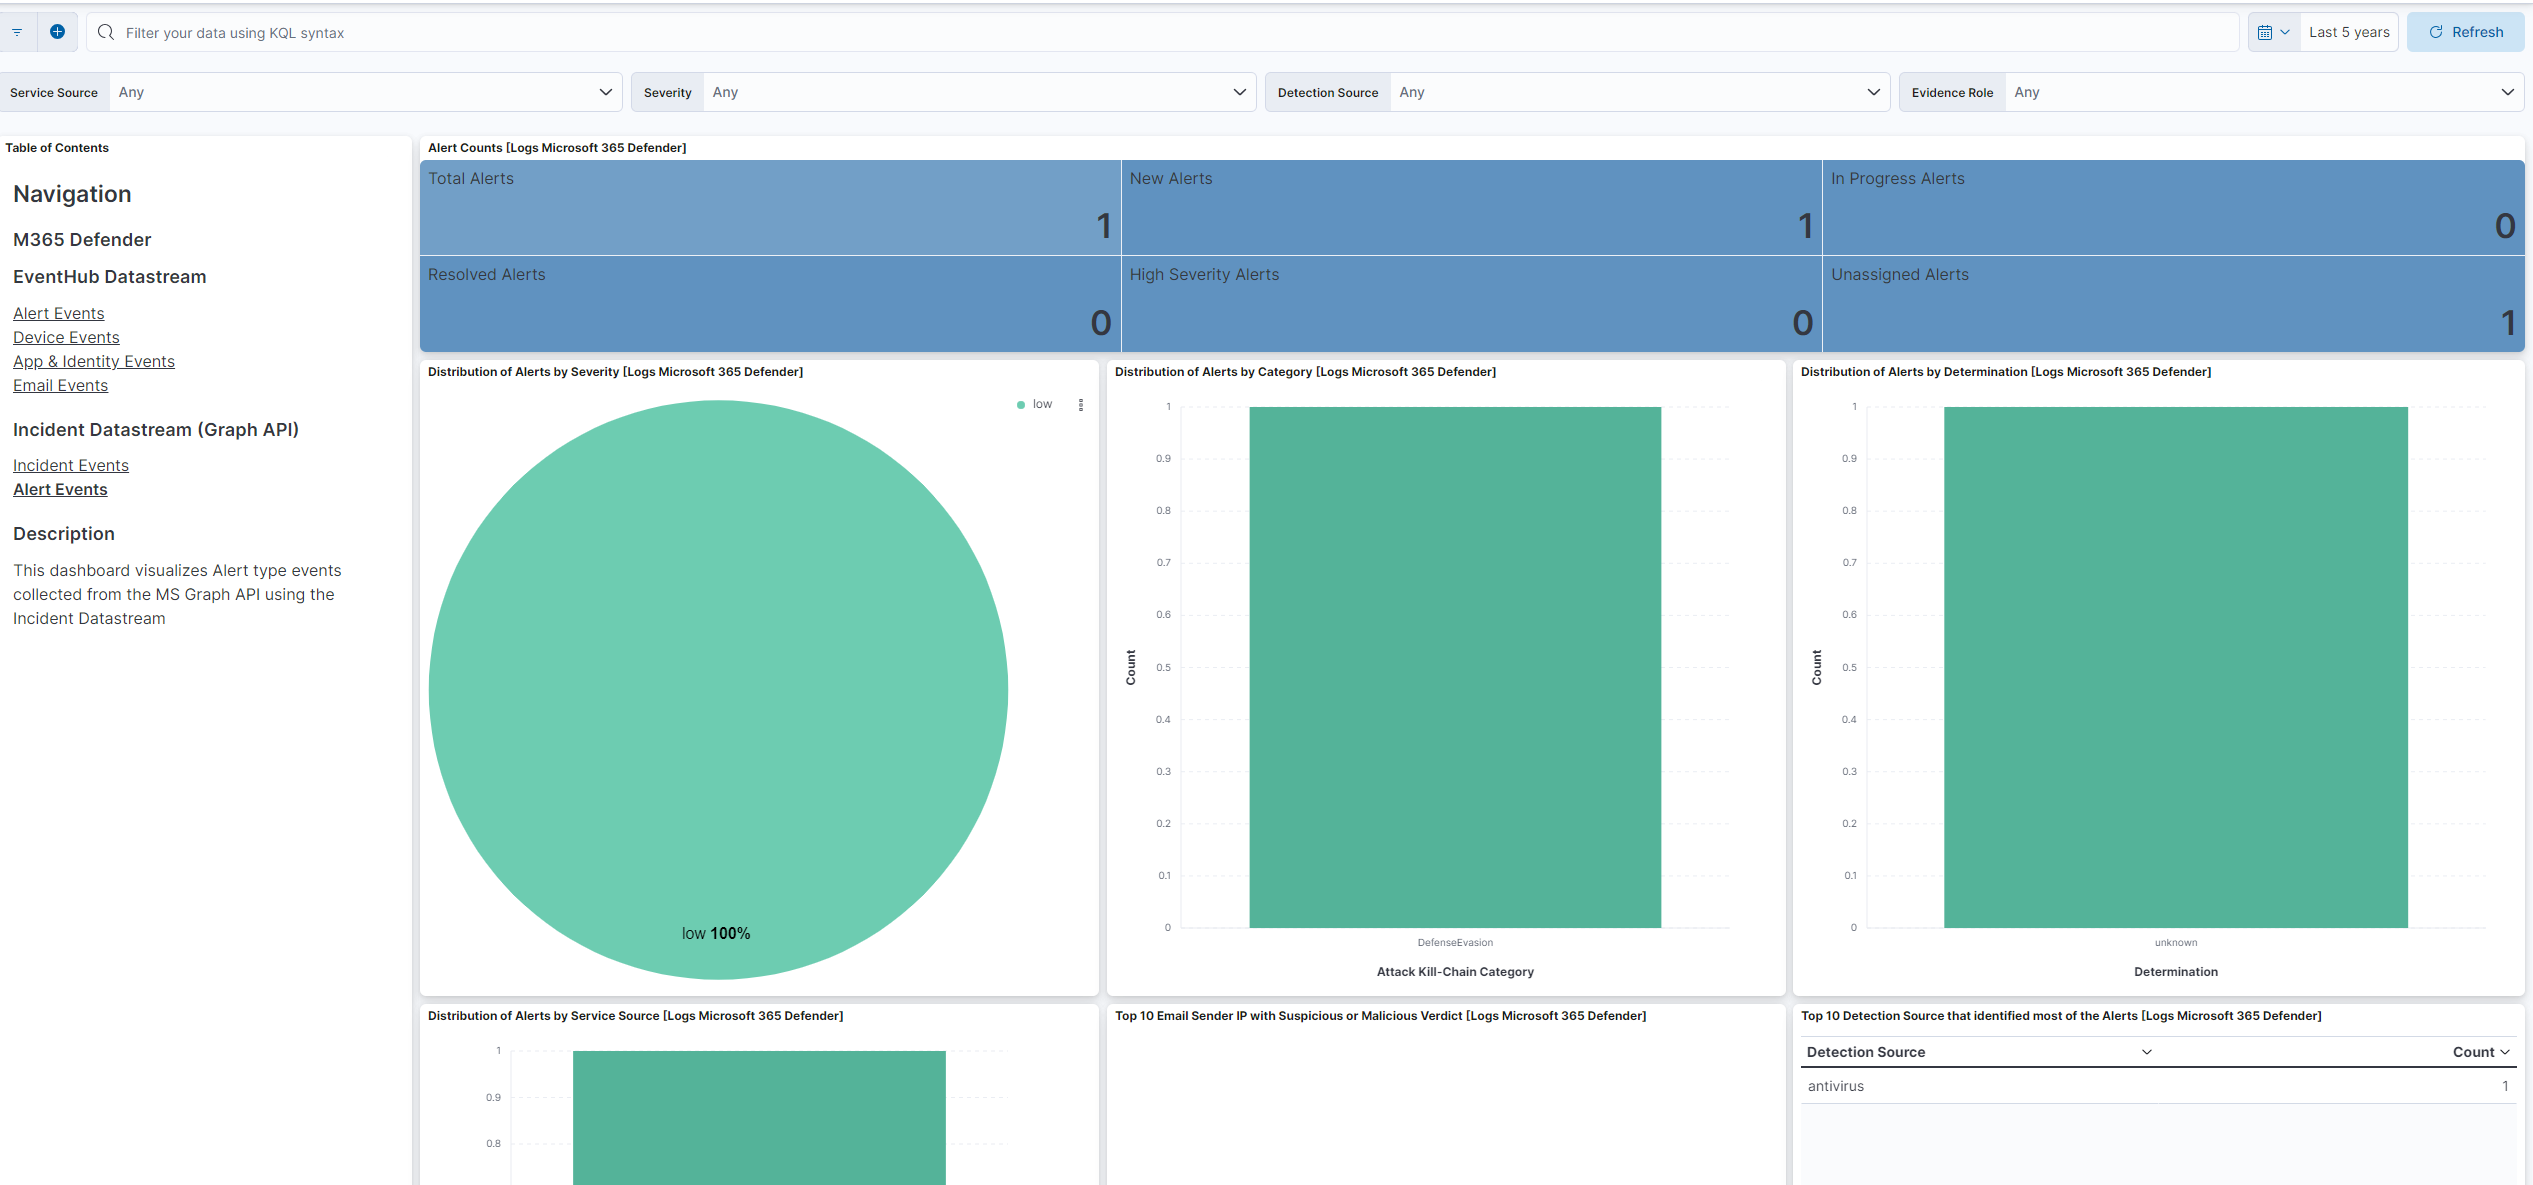 Filter your data using KQL syntax
Last 5 years
Refresh
Service Source Any
Severity Any
Detection Source Any
Evidence Role Any
Table of Contents
Navigation
M365 Defender
EventHub Datastream
Alert Events
Device Events
App & Identity Events
Email Events
Incident Datastream (Graph API)
Incident Events
Alert Events
Description
This dashboard visualizes Alert type events
collected from the MS Graph API using the
Incident Datastream
Alert Counts [Logs Microsoft 365 Defender]
Total Alerts
1
New Alerts
1
In Progress Alerts
0
Resolved Alerts
0
High Severity Alerts
0
Unassigned Alerts
1
Distribution of Alerts by Severity [Logs Microsoft 365 Defender]
low
low 100%
Distribution of Alerts by Category [Logs Microsoft 365 Defender]
1
0.9
0.8
0.7
0.6
0.5
0.4
0.3
0.2
0.1
0
Count
DefenseEvasion
Attack Kill-Chain Category
Distribution of Alerts by Determination [Logs Microsoft 365 Defender]
1
0.9
0.8
0.7
0.6
0.5
0.4
0.3
0.2
0.1
0
Count
unknown
Determination
Distribution of Alerts by Service Source [Logs Microsoft 365 Defender]
1
0.9
0.8
Top 10 Email Sender IP with Suspicious or Malicious Verdict [Logs Microsoft 365 Defender]
Top 10 Detection Source that identified most of the Alerts [Logs Microsoft 365 Defender]
Detection Source Count
antivirus 1